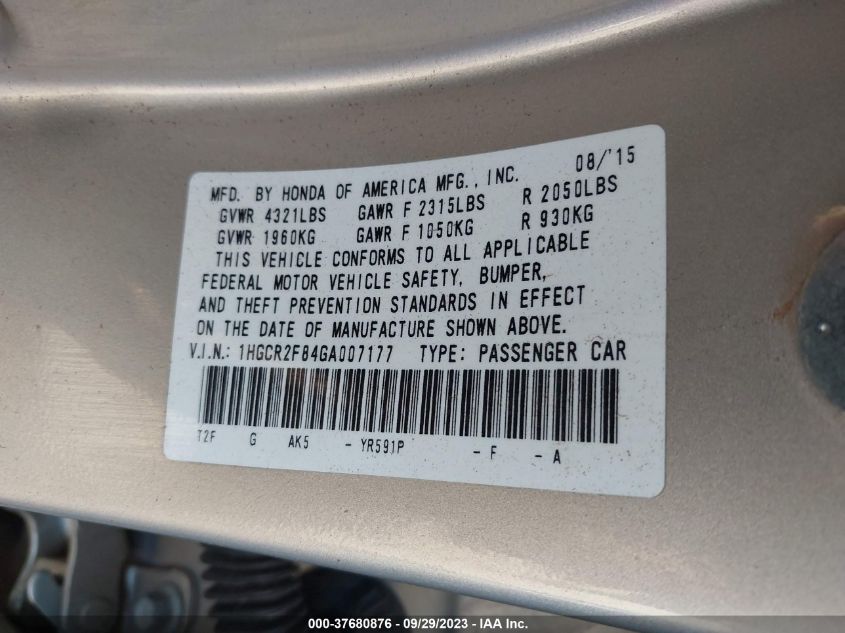 MFD. BY HONDA OF AMERICA MFG., INC. 08/'15
GVWR 4321LBS GAWR F 2315LBS R 2050LBS
GVWR 1960KG GAWR F 1050KG R 930KG
THIS VEHICLE CONFORMS TO ALL APPLICABLE
FEDERAL MOTOR VEHICLE SAFETY, BUMPER,
AND THEFT PREVENTION STANDARDS IN EFFECT
ON THE DATE OF MANUFACTURE SHOWN ABOVE.
V.I.N.: 1HGCR2F84GA007177 TYPE: PASSENGER CAR
T2F G AK5 - YR591P - F - A
000-37680876 / 09/29/2023 / IAA Inc.